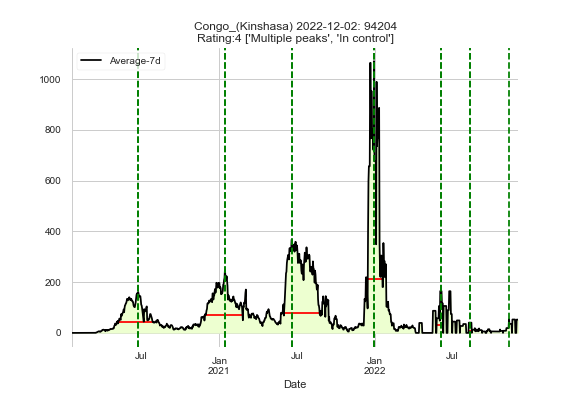 Congo_(Kinshasa) 2022-12-02: 94204
Rating:4 ['Multiple peaks', 'In control']
Average-7d
1000
800
600
400
200
0
Jul
Jan
2021
Jul
Jan
2022
Jul
Date